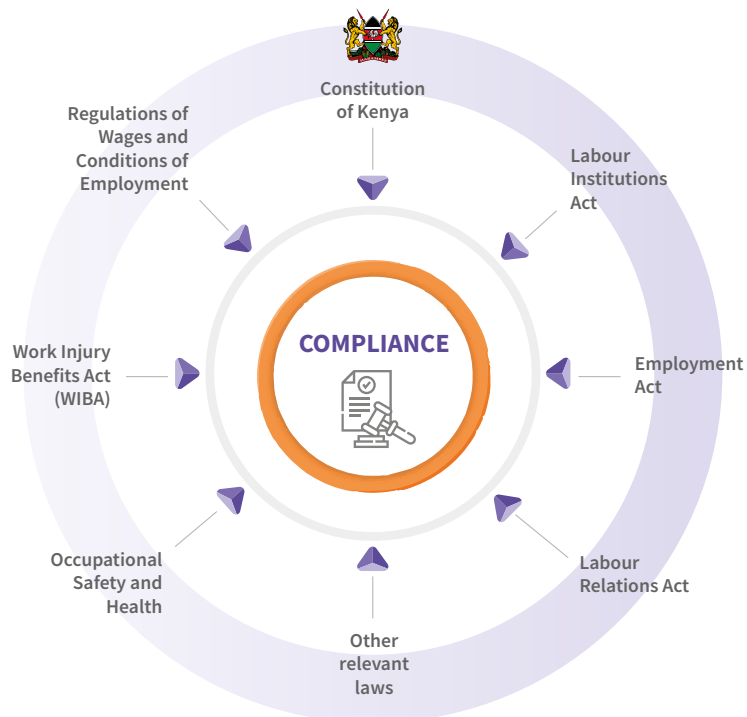 Constitution
of Kenya
Labour
Institutions
Act
Employment
Act
Labour
Relations Act
Other
relevant
laws
Occupational
Safety and
Health
Work Injury
Benefits Act
(WIBA)
Regulations of
Wages and
Conditions of
Employment
COMPLIANCE